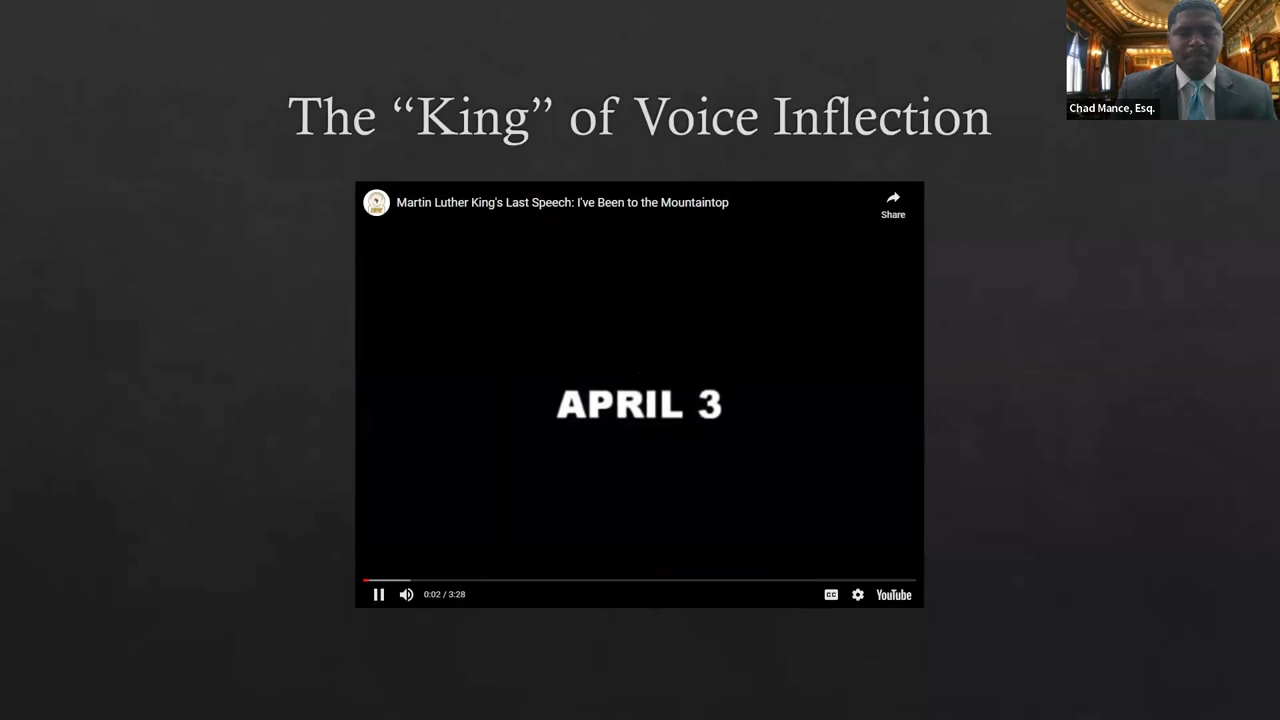 The “King” of Voice Inflection
Chad Mance, Esq.
Martin Luther King's Last Speech: I've Been to the Mountaintop
Share
APRIL 3
0:02 / 3:28
CC
YouTube